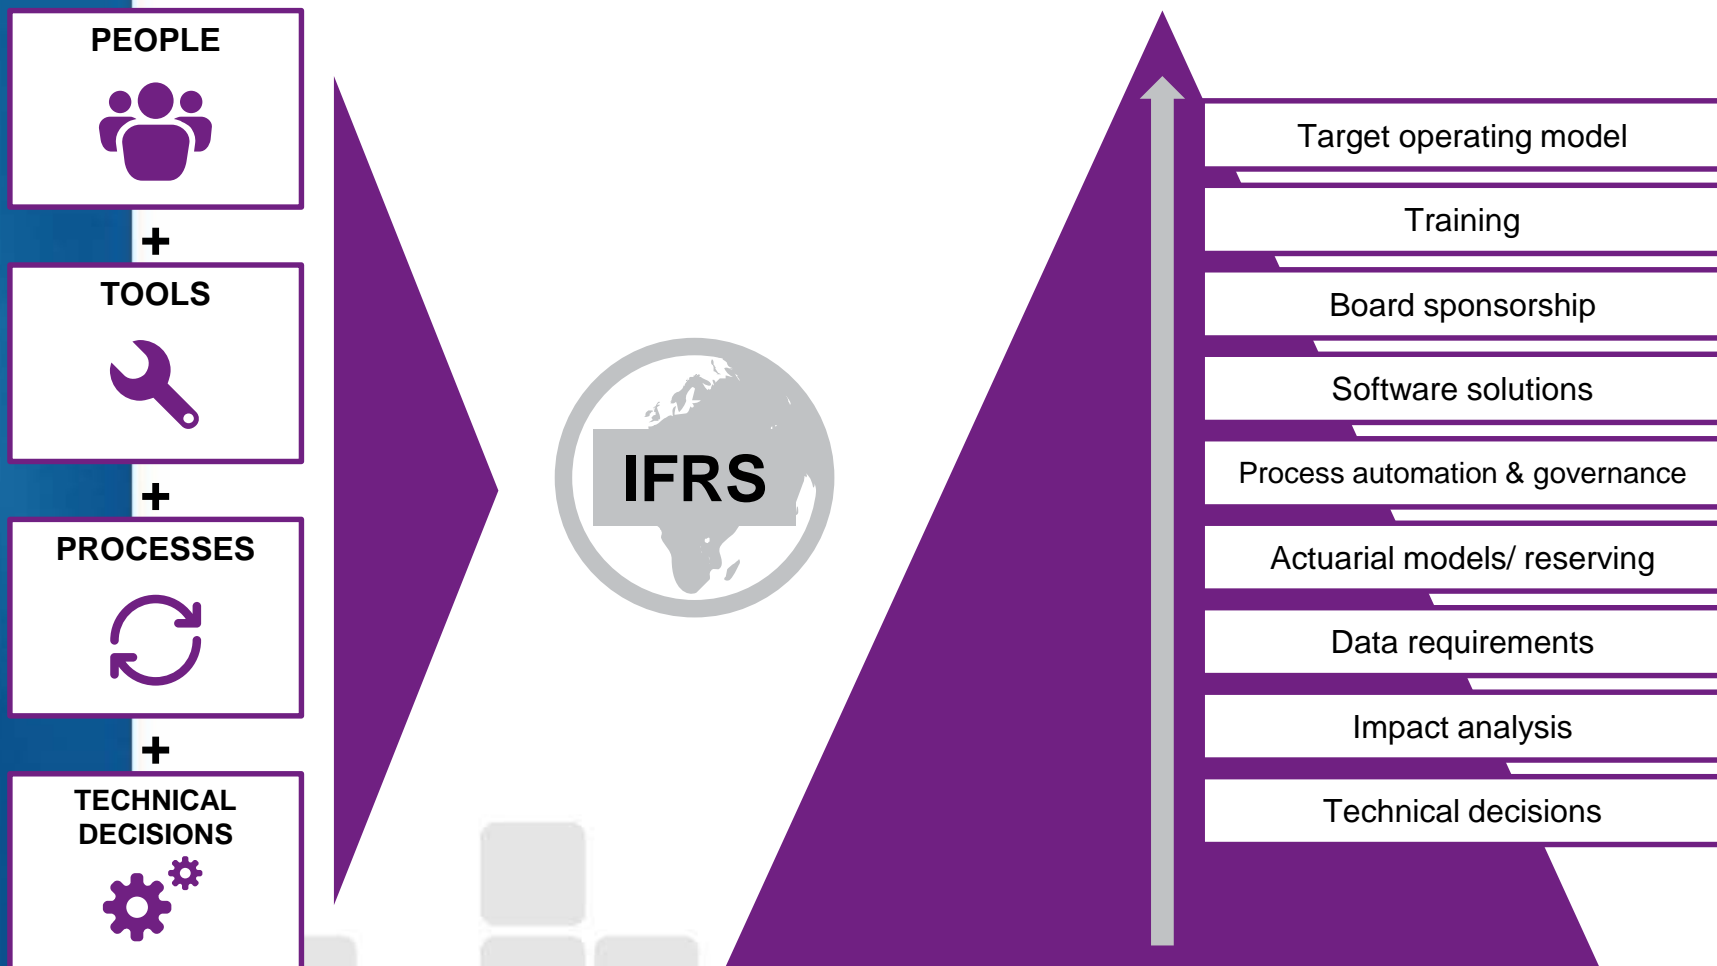 PEOPLE
+
TOOLS
+
PROCESSES
+
TECHNICAL
DECISIONS
IFRS
Target operating model
Training
Board sponsorship
Software solutions
Process automation & governance
Actuarial models/ reserving
Data requirements
Impact analysis
Technical decisions